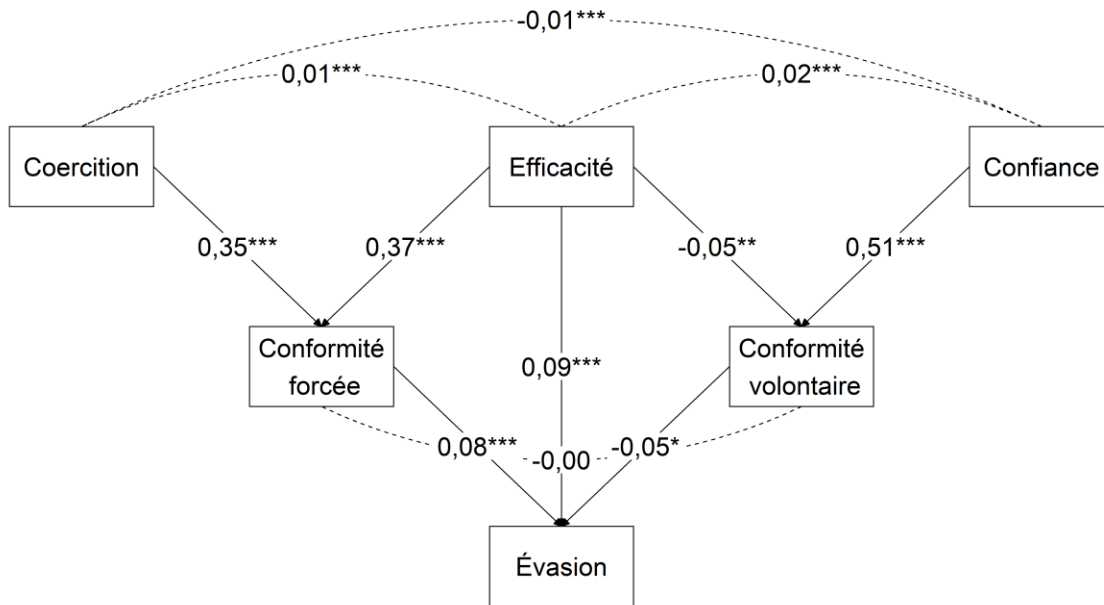 -0,01***
0,01***
0,02***
Coercition
Efficacité
Confiance
0,35***
0,37***
-0,05**
0,51***
Conformité
forcée
Conformité
volontaire
0,09***
0,08***
-0,00
-0,05*
Évasion